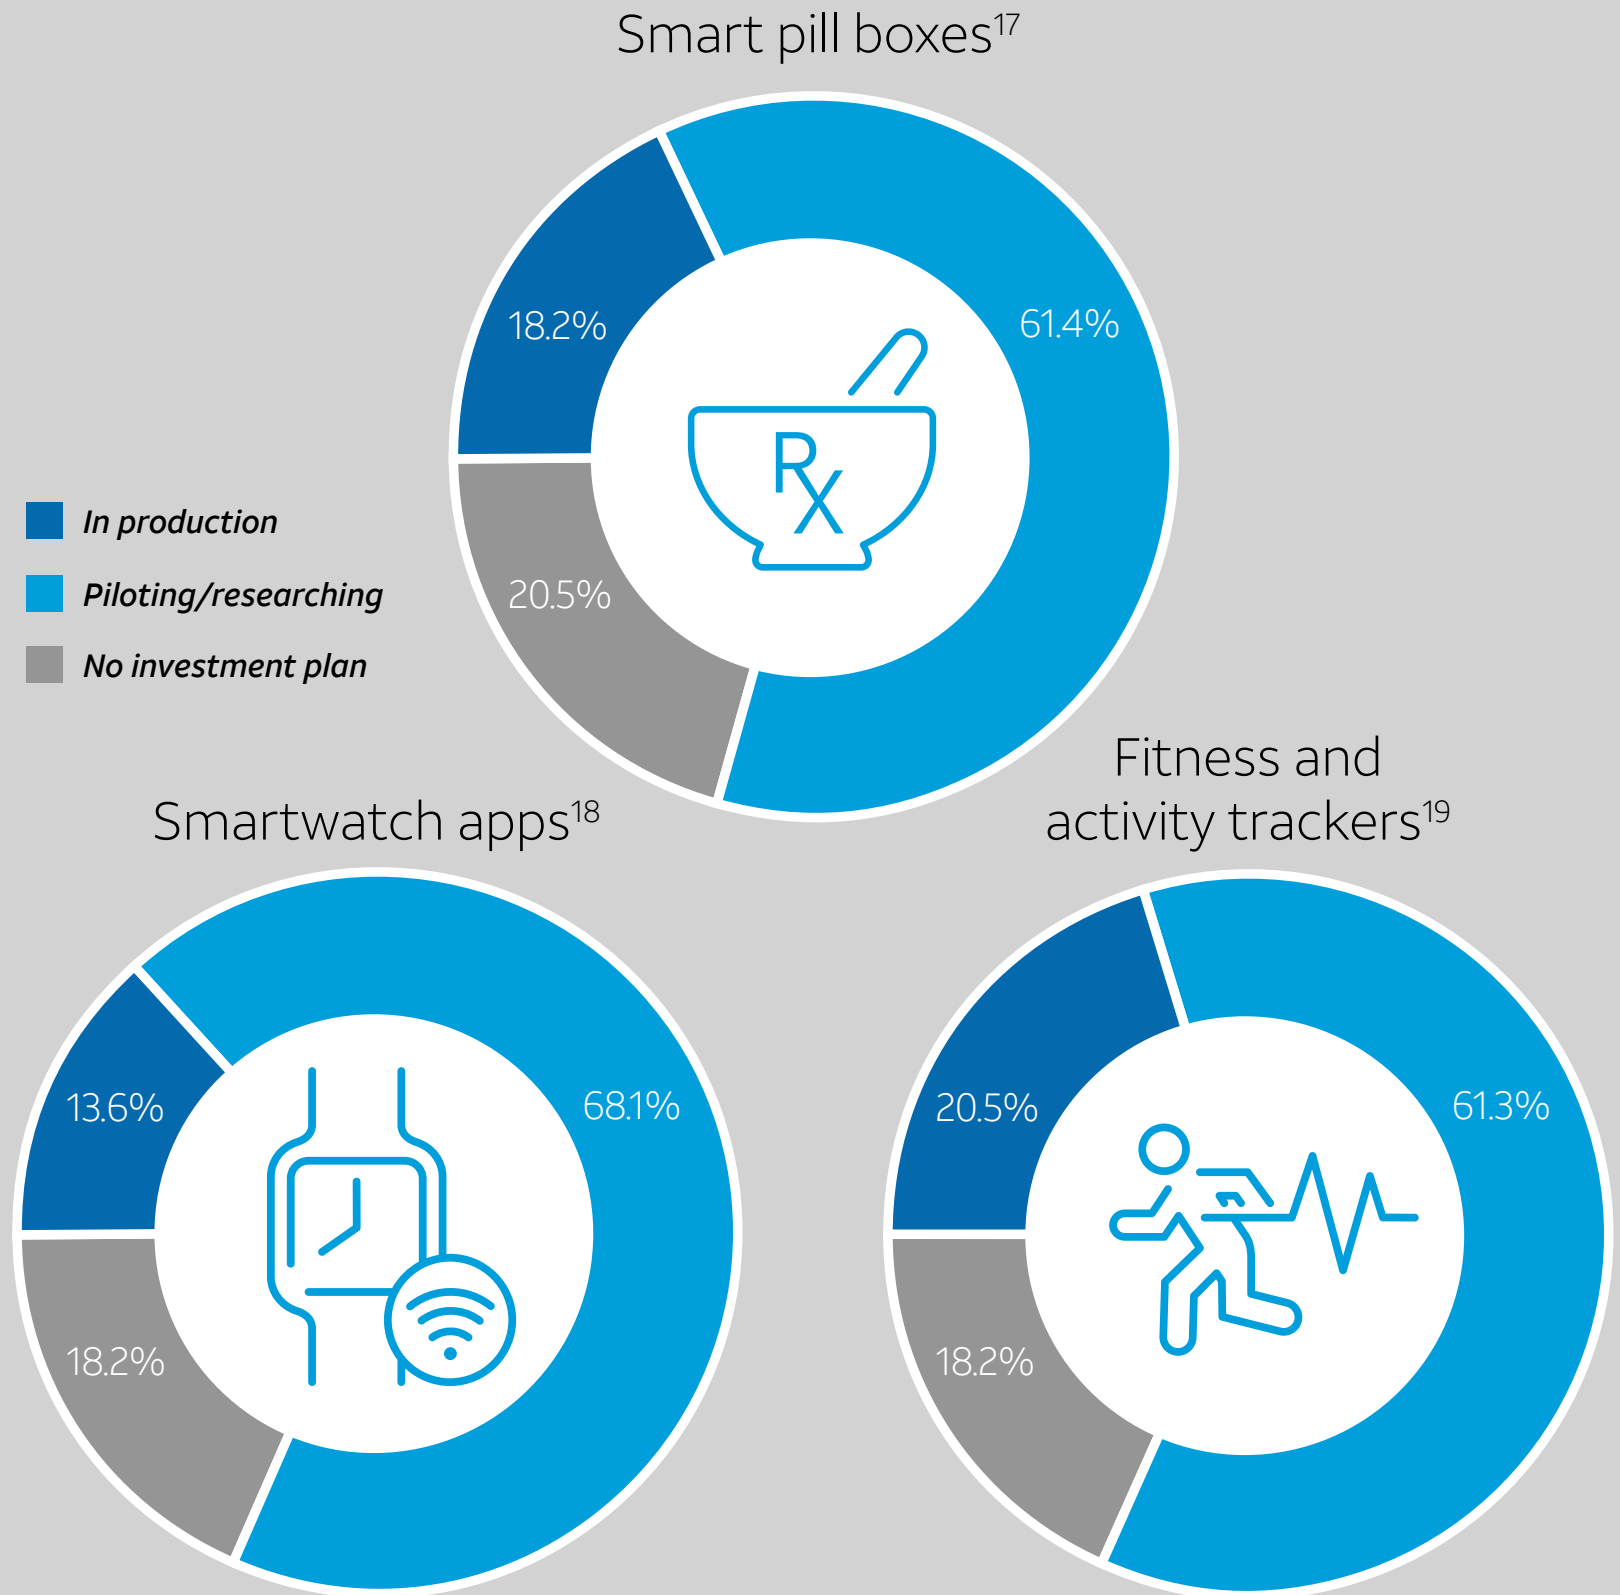 Smart pill boxes17
18.2%
61.4%
Rx
20.5%
In production
Piloting/researching
No investment plan
Smartwatch apps18
13.6%
68.1%
18.2%
Fitness and
activity trackers19
20.5%
61.3%
18.2%